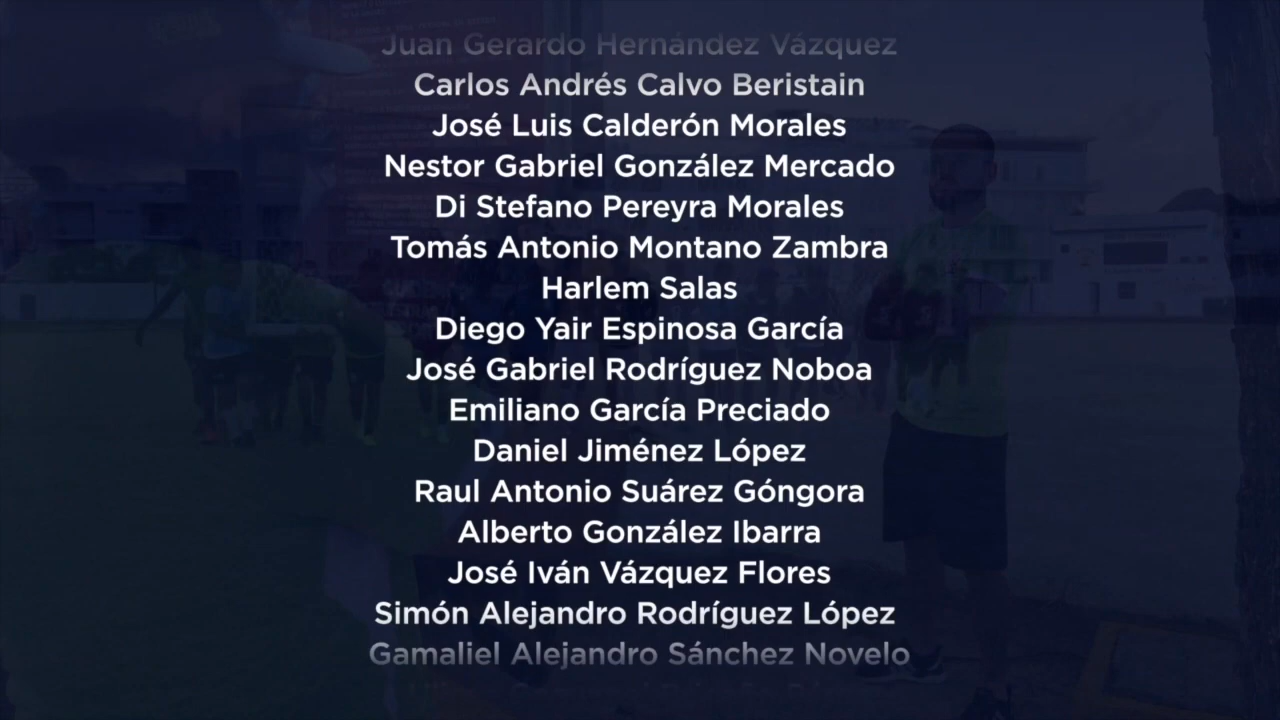 Juan Gerardo Hernández Vázquez
Carlos Andrés Calvo Beristain
José Luis Calderón Morales
Nestor Gabriel González Mercado
Di Stefano Pereyra Morales
Tomás Antonio Montano Zambra
Harlem Salas
Diego Yair Espinosa García
José Gabriel Rodríguez Noboa
Emiliano García Preciado
Daniel Jiménez López
Raul Antonio Suárez Góngora
Alberto González Ibarra
José Iván Vázquez Flores
Simón Alejandro Rodríguez López
Gamaliel Alejandro Sánchez Novelo